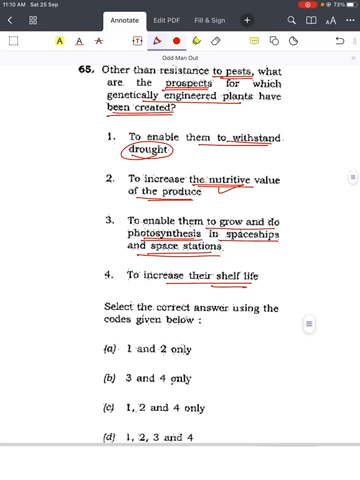 11:10 AM Sat 25 Sep
73%
Annotate
Edit PDF
Fill & Sign
A A A T
Odd Man Out
65. Other than resistance to pests, what
are the prospects for which
genetically engineered plants have
been created?
1. To enable them to withstand
drought
2. To increase the nutritive value
of the produce
3. To enable them to grow and do
photosynthesis in spaceships
and space stations
4. To increase their shelf life
Select the correct answer using the
codes given below :
(a) 1 and 2 only
(b) 3 and 4 only
(c) 1, 2 and 4 only
(d) 1, 2, 3 and 4